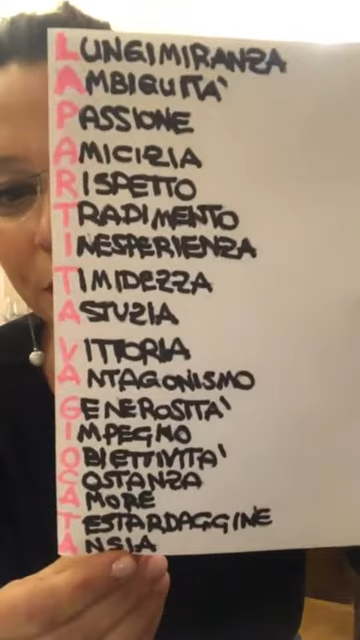 LUNGIMIRANZA
AMBIGUITA'
PASSIONE
AMICIZIA
RISPETTO
TRADIMENTO
INESPERIENZA
TIMIDEZZA
ASTUZIA
VITTORIA
ANTAGONISMO
GENEROSITA'
IMPEGNO
OBIETTIVITA'
COSTANZA
AMORE
TESTARDAGGINE
ANSIA